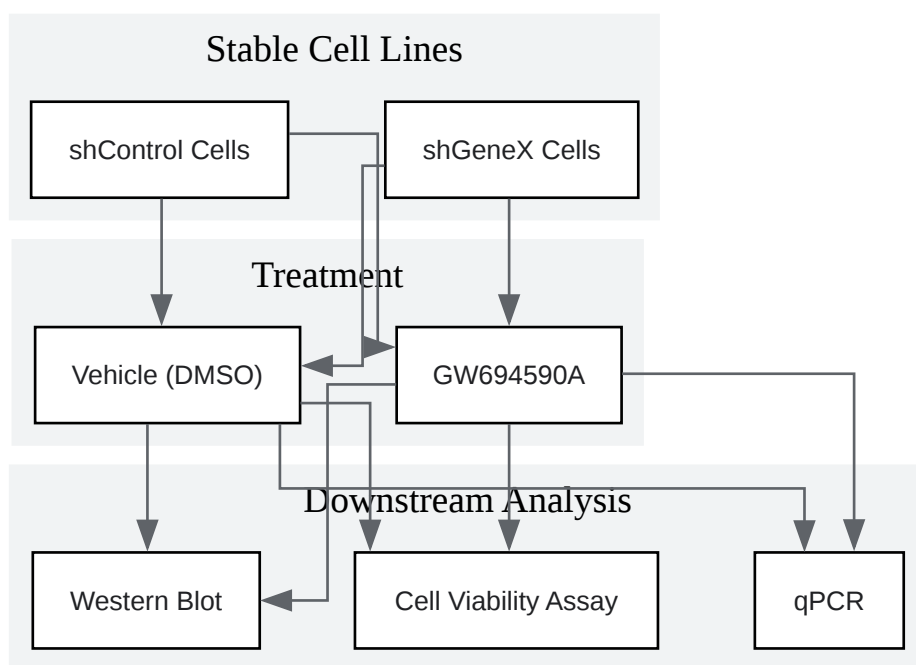 Stable Cell Lines
shControl Cells
shGeneX Cells
Treatment
Vehicle (DMSO)
GW694590A
Downstream Analysis
Western Blot
Cell Viability Assay
qPCR